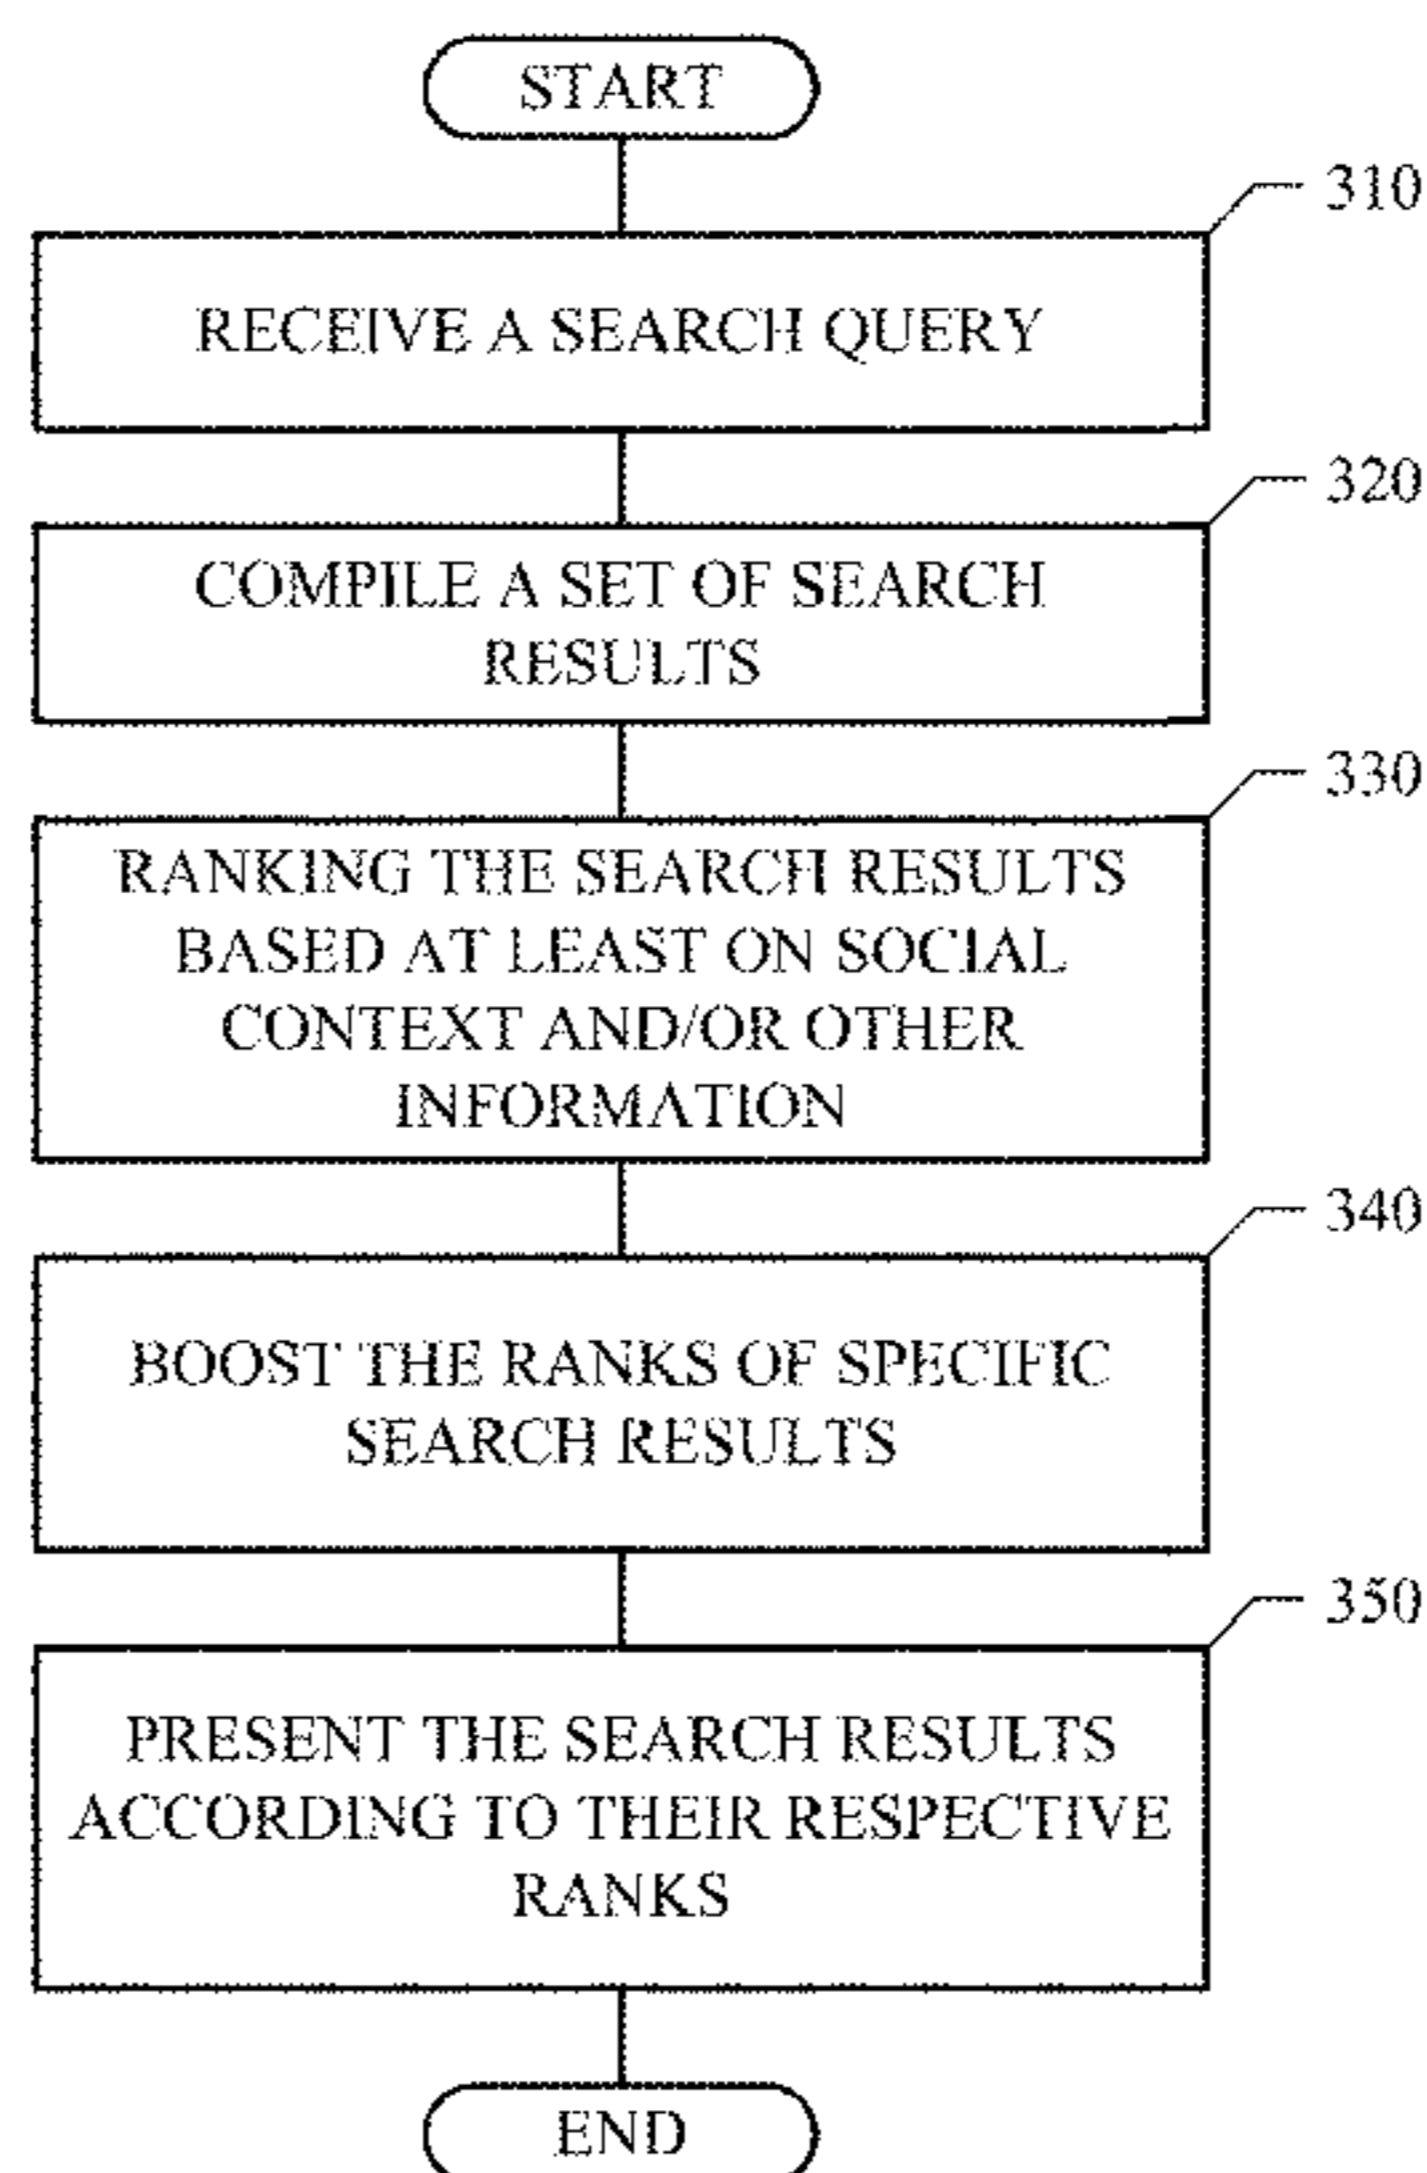 START
310
RECEIVE A SEARCH QUERY
320
COMPILE A SET OF SEARCH
RESULTS
330
RANKING THE SEARCH RESULTS
BASED AT LEAST ON SOCIAL
CONTEXT AND/OR OTHER
INFORMATION
340
BOOST THE RANKS OF SPECIFIC
SEARCH RESULTS
350
PRESENT THE SEARCH RESULTS
ACCORDING TO THEIR RESPECTIVE
RANKS
END